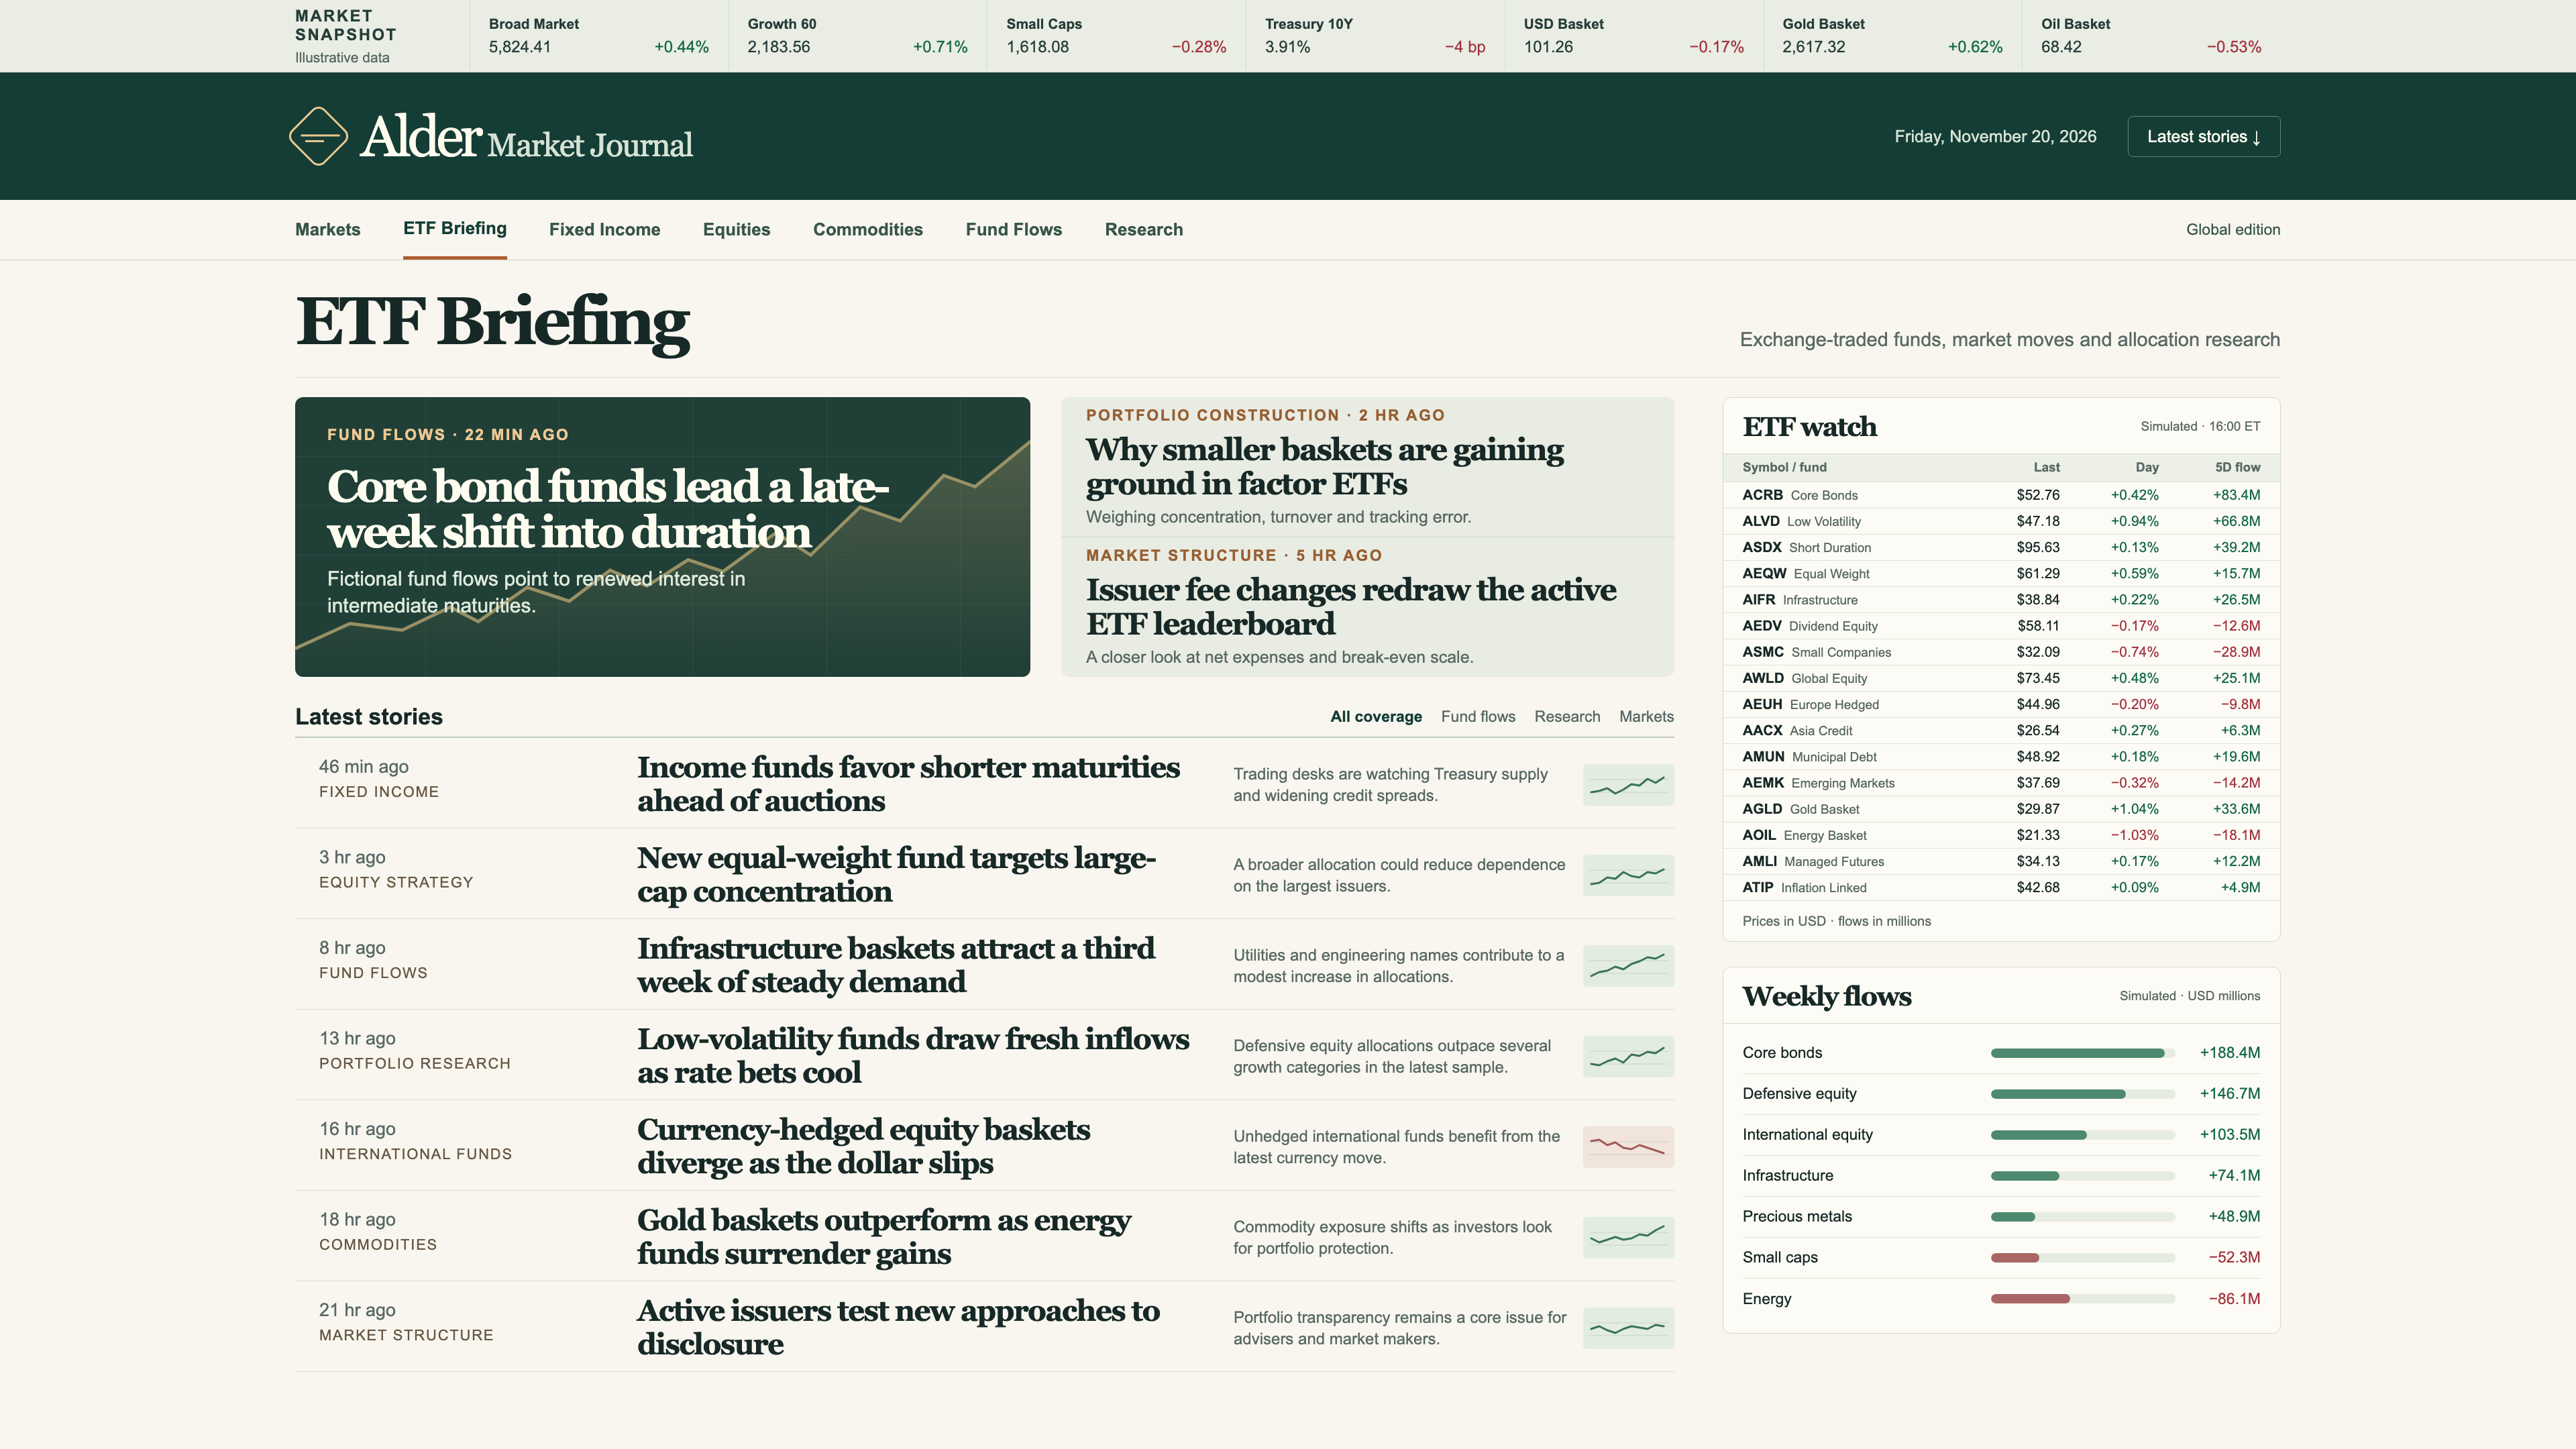 MARKET
SNAPSHOT
Illustrative data
Broad Market
5,824.41 +0.44%
Growth 60
2,183.56 +0.71%
Small Caps
1,618.08 −0.28%
Treasury 10Y
3.91% −4 bp
USD Basket
101.26 −0.17%
Gold Basket
2,617.32 +0.62%
Oil Basket
68.42 −0.53%
Alder Market Journal
Friday, November 20, 2026
Latest stories ↓
Markets ETF Briefing Fixed Income Equities Commodities Fund Flows Research
Global edition
ETF Briefing
Exchange-traded funds, market moves and allocation research
FUND FLOWS · 22 MIN AGO
Core bond funds lead a late-
week shift into duration
Fictional fund flows point to renewed interest in
intermediate maturities.
PORTFOLIO CONSTRUCTION · 2 HR AGO
Why smaller baskets are gaining
ground in factor ETFs
Weighing concentration, turnover and tracking error.
MARKET STRUCTURE · 5 HR AGO
Issuer fee changes redraw the active
ETF leaderboard
A closer look at net expenses and break-even scale.
Latest stories
All coverage Fund flows Research Markets
46 min ago
FIXED INCOME
Income funds favor shorter maturities
ahead of auctions
Trading desks are watching Treasury supply
and widening credit spreads.
3 hr ago
EQUITY STRATEGY
New equal-weight fund targets large-
cap concentration
A broader allocation could reduce dependence
on the largest issuers.
8 hr ago
FUND FLOWS
Infrastructure baskets attract a third
week of steady demand
Utilities and engineering names contribute to a
modest increase in allocations.
13 hr ago
PORTFOLIO RESEARCH
Low-volatility funds draw fresh inflows
as rate bets cool
Defensive equity allocations outpace several
growth categories in the latest sample.
16 hr ago
INTERNATIONAL FUNDS
Currency-hedged equity baskets
diverge as the dollar slips
Unhedged international funds benefit from the
latest currency move.
18 hr ago
COMMODITIES
Gold baskets outperform as energy
funds surrender gains
Commodity exposure shifts as investors look
for portfolio protection.
21 hr ago
MARKET STRUCTURE
Active issuers test new approaches to
disclosure
Portfolio transparency remains a core issue for
advisers and market makers.
ETF watch
Simulated · 16:00 ET
Symbol / fund Last Day 5D flow
ACRB Core Bonds $52.76 +0.42% +83.4M
ALVD Low Volatility $47.18 +0.94% +66.8M
ASDX Short Duration $95.63 +0.13% +39.2M
AEQW Equal Weight $61.29 +0.59% +15.7M
AIFR Infrastructure $38.84 +0.22% +26.5M
AEDV Dividend Equity $58.11 −0.17% −12.6M
ASMC Small Companies $32.09 −0.74% −28.9M
AWLD Global Equity $73.45 +0.48% +25.1M
AEUH Europe Hedged $44.96 −0.20% −9.8M
AACX Asia Credit $26.54 +0.27% +6.3M
AMUN Municipal Debt $48.92 +0.18% +19.6M
AEMK Emerging Markets $37.69 −0.32% −14.2M
AGLD Gold Basket $29.87 +1.04% +33.6M
AOIL Energy Basket $21.33 −1.03% −18.1M
AMLI Managed Futures $34.13 +0.17% +12.2M
ATIP Inflation Linked $42.68 +0.09% +4.9M
Prices in USD · flows in millions
Weekly flows
Simulated · USD millions
Core bonds +188.4M
Defensive equity +146.7M
International equity +103.5M
Infrastructure +74.1M
Precious metals +48.9M
Small caps −52.3M
Energy −86.1M